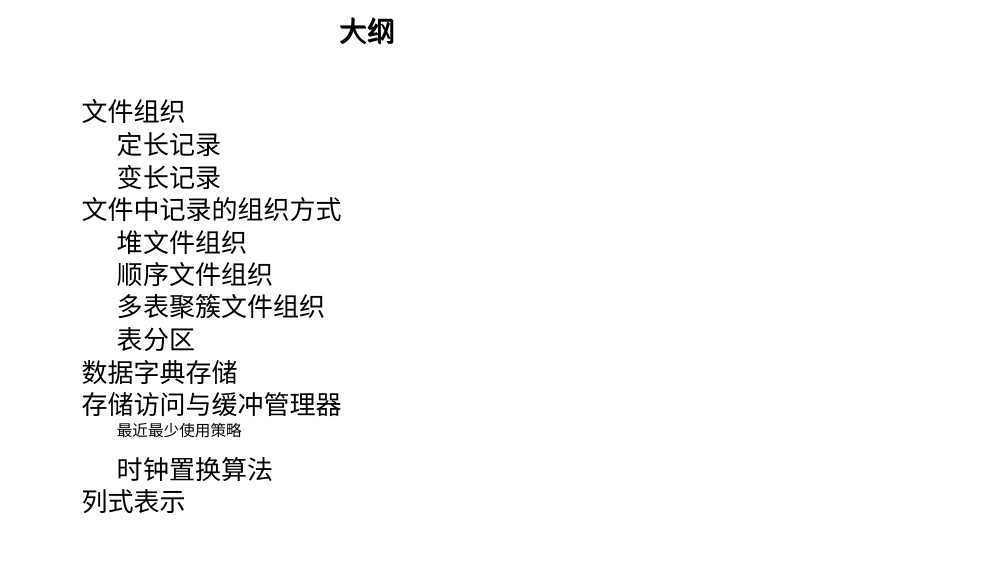 大纲
文件组织
定长记录
变长记录
文件中记录的组织方式
堆文件组织
顺序文件组织
多表聚簇文件组织
表分区
数据字典存储
存储访问与缓冲管理器
最近最少使用策略
时钟置换算法
列式表示